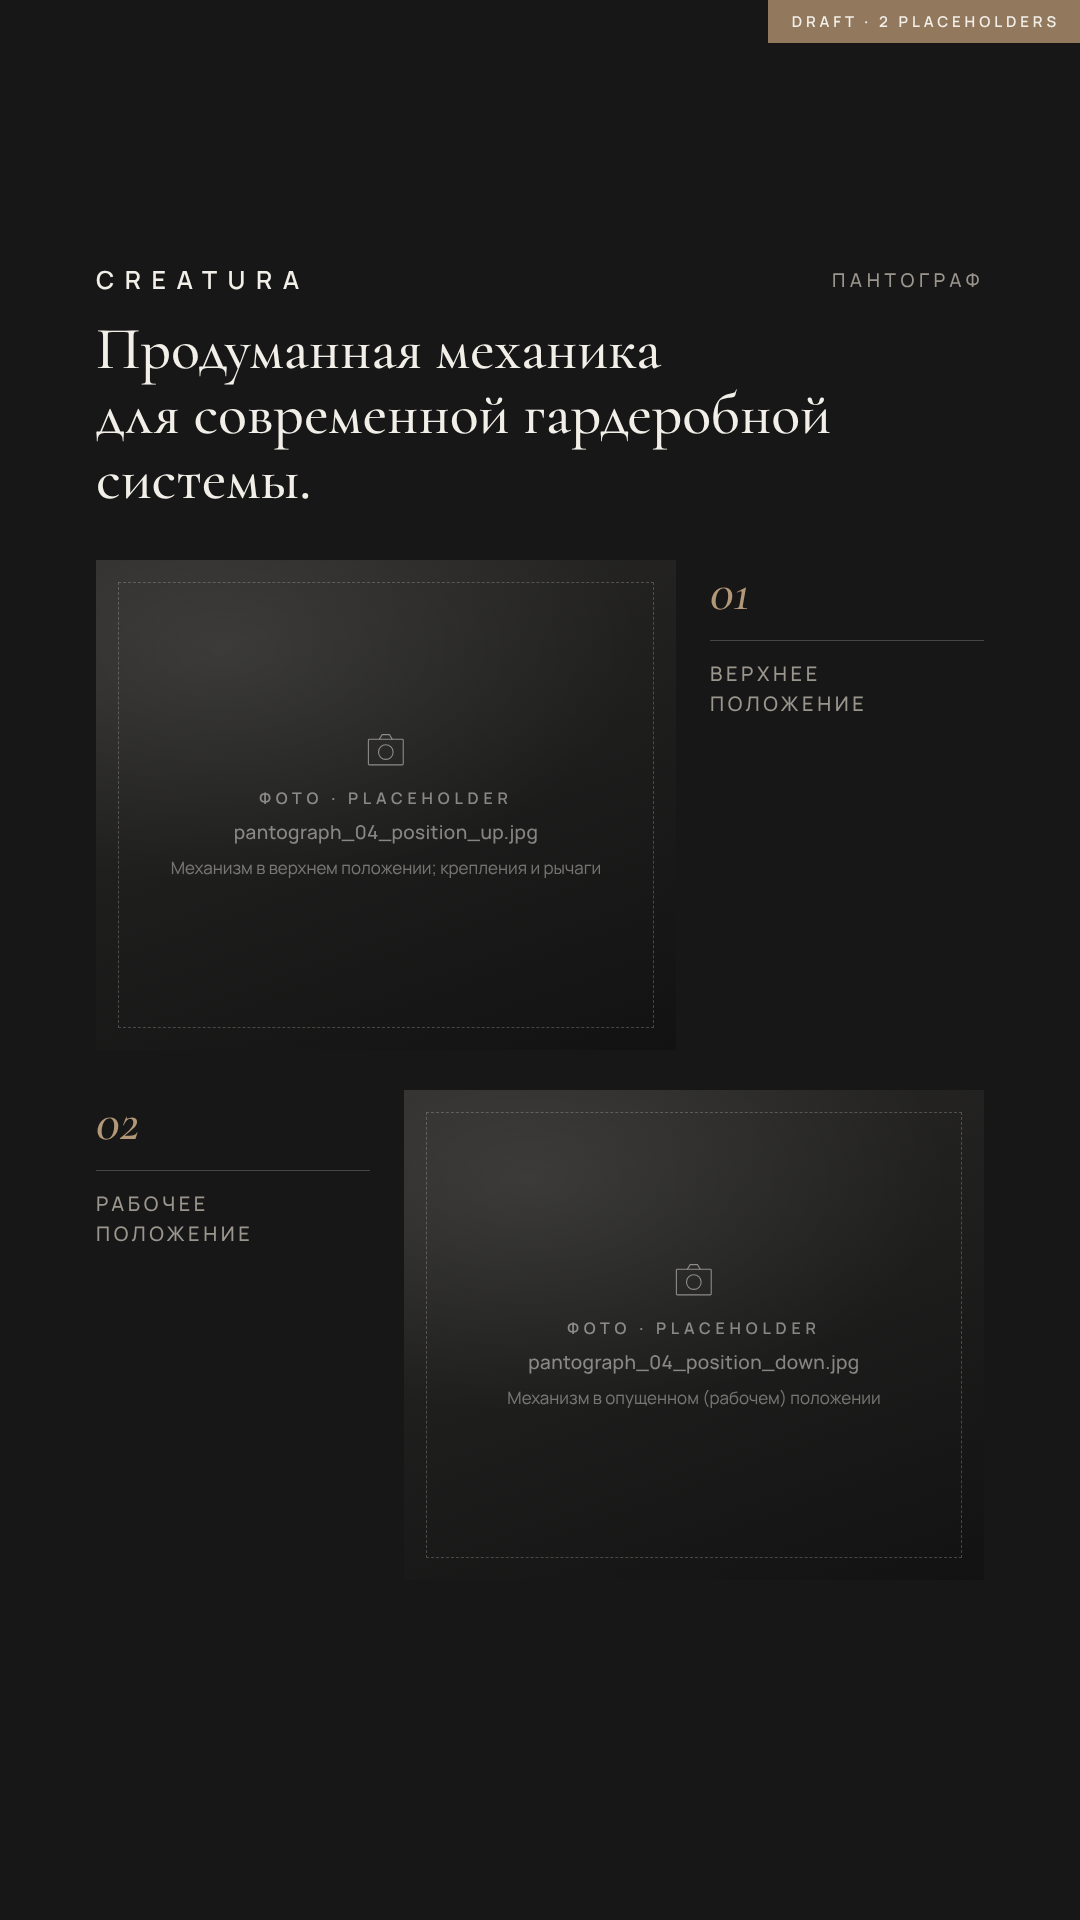 DRAFT · 2 PLACEHOLDERS
CREATURA
ПАНТОГРАФ
Продуманная механика
для современной гардеробной
системы.
01
ВЕРХНЕЕ
ПОЛОЖЕНИЕ
ФОТО · PLACEHOLDER
pantograph_04_position_up.jpg
Механизм в верхнем положении; крепления и рычаги
02
РАБОЧЕЕ
ПОЛОЖЕНИЕ
ФОТО · PLACEHOLDER
pantograph_04_position_down.jpg
Механизм в опущенном (рабочем) положении